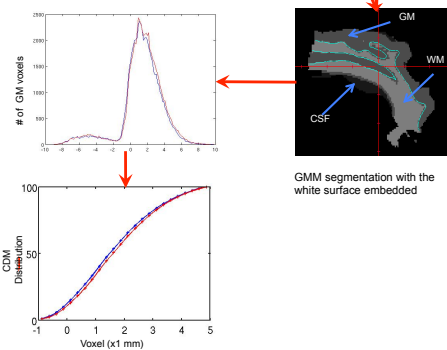 2500
2000
1500
1000
500
0
# of GM voxels
-10 -8 -6 -4 -2 0 2 4 6 8 10
GM
WM
CSF
GMM segmentation with the
white surface embedded
100
50
0
CDM
Distribution
-1 0 1 2 3 4 5
Voxel (x1 mm)